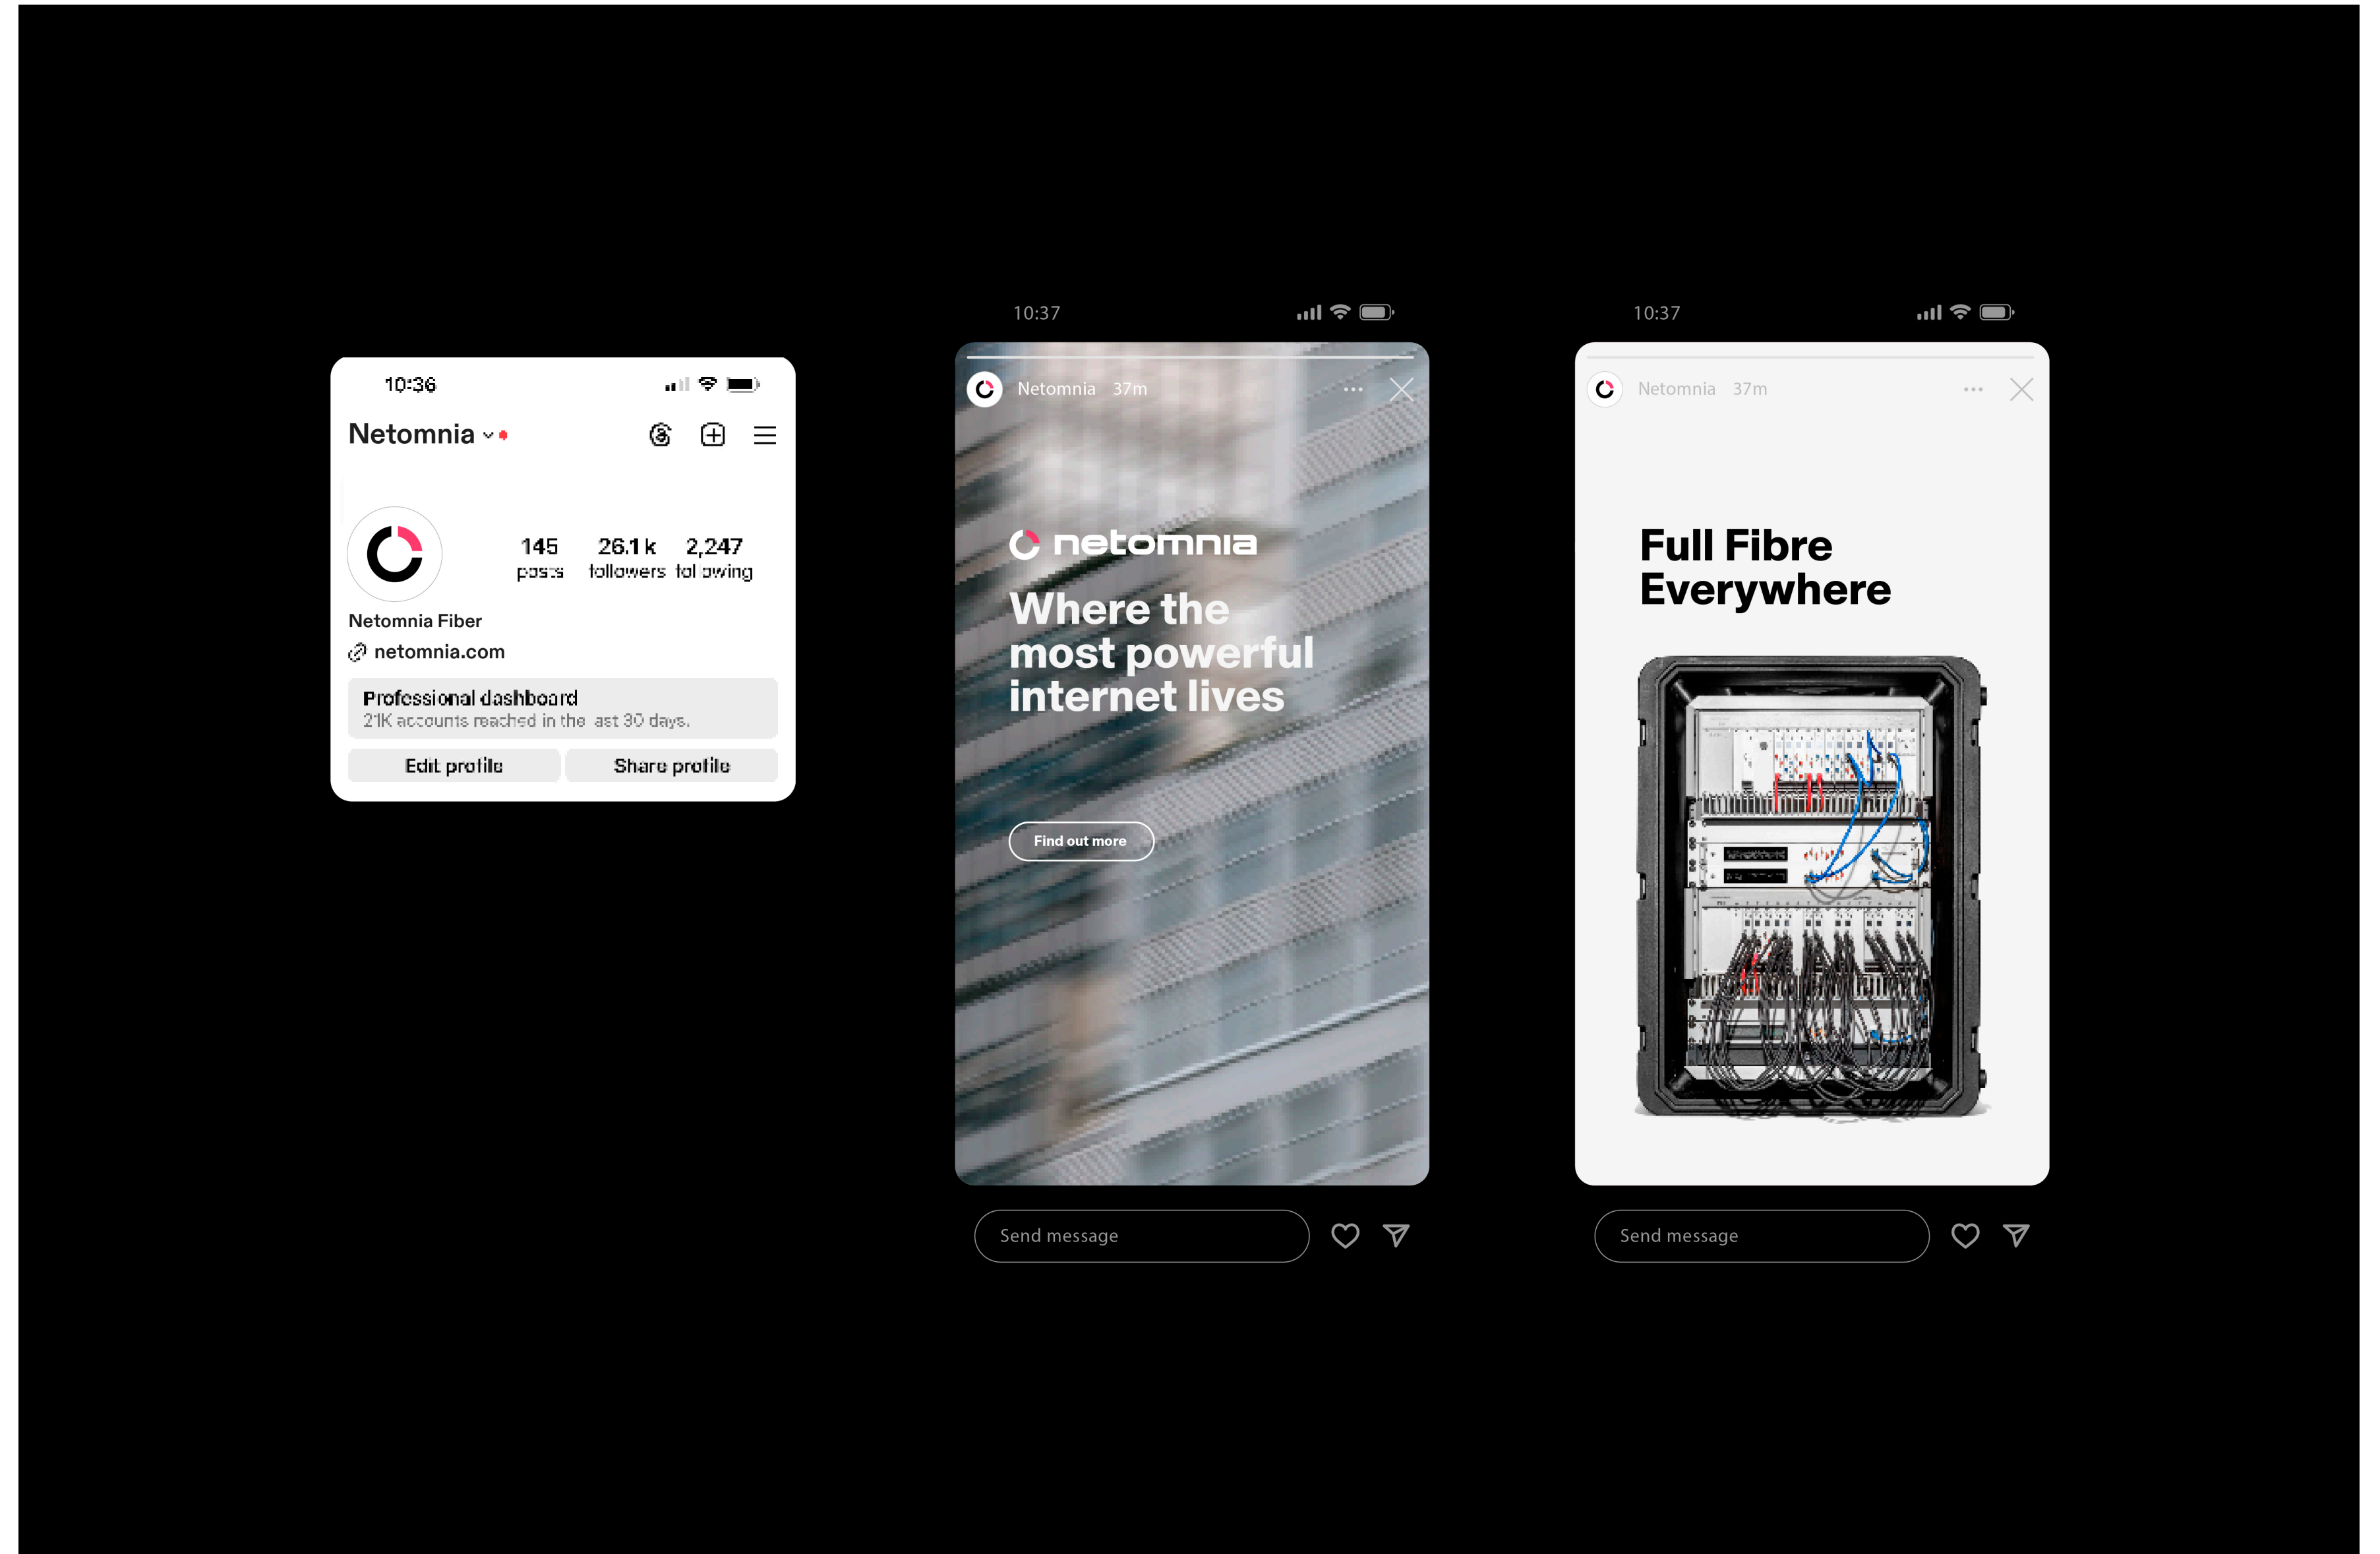 10:36
Netomnia
145 26.1 k 2,247
posts followers following
Netomnia Fiber
netomnia.com
Professional dashboard
21K accounts reached in the last 30 days.
Edit profile Share profile
10:37
Netomnia 37m
netomnia
Where the
most powerful
internet lives
Find out more
Send message
10:37
Netomnia 37m
Full Fibre
Everywhere
Send message